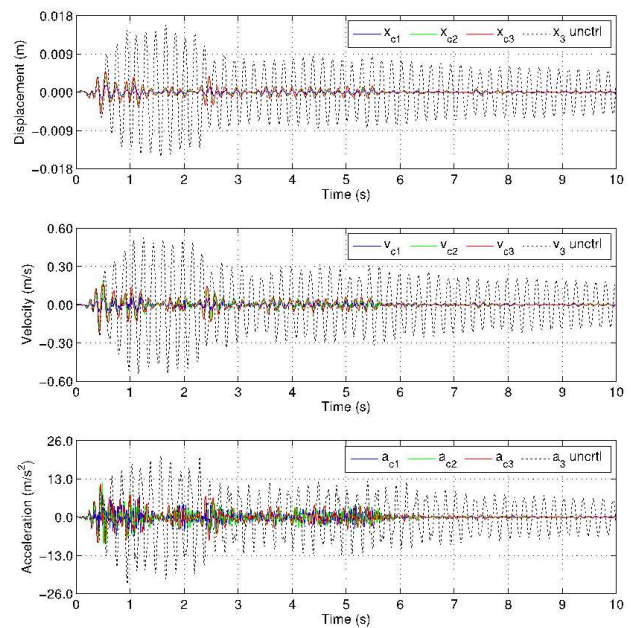 0.018
0.009
0.000
−0.009
−0.018
Displacement (m)
x_c1 x_c2 x_c3 x_3 unctrl
0 1 2 3 4 5 6 7 8 9 10
Time (s)
0.60
0.30
0.00
−0.30
−0.60
Velocity (m/s)
v_c1 v_c2 v_c3 v_3 unctrl
0 1 2 3 4 5 6 7 8 9 10
Time (s)
26.0
13.0
0.0
−13.0
−26.0
Acceleration (m/s²)
a_c1 a_c2 a_c3 a_3 uncrtl
0 1 2 3 4 5 6 7 8 9 10
Time (s)